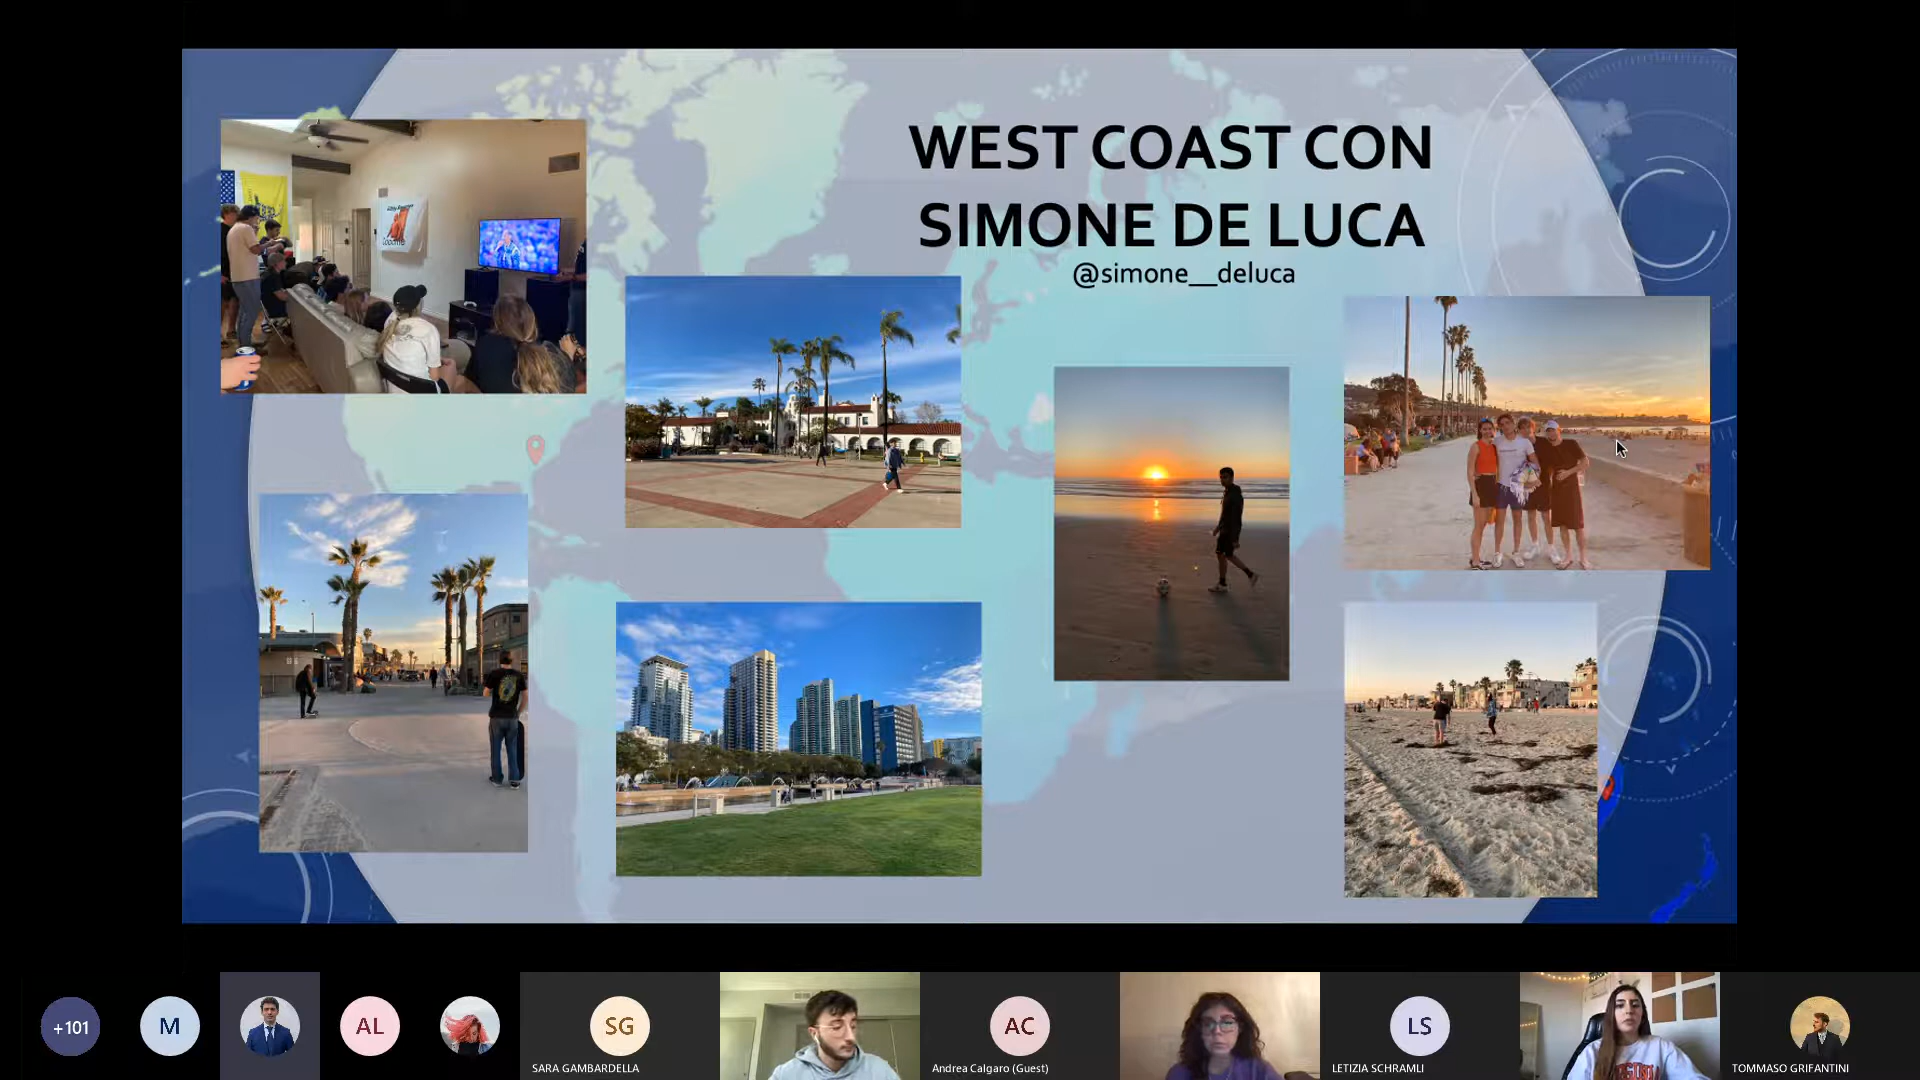 WEST COAST CON
SIMONE DE LUCA
@simone__deluca
+101
M
AL
SG
SARA GAMBARDELLA
AC
Andrea Calgaro (Guest)
LS
LETIZIA SCHRAMLI
TOMMASO GRIFANTINI